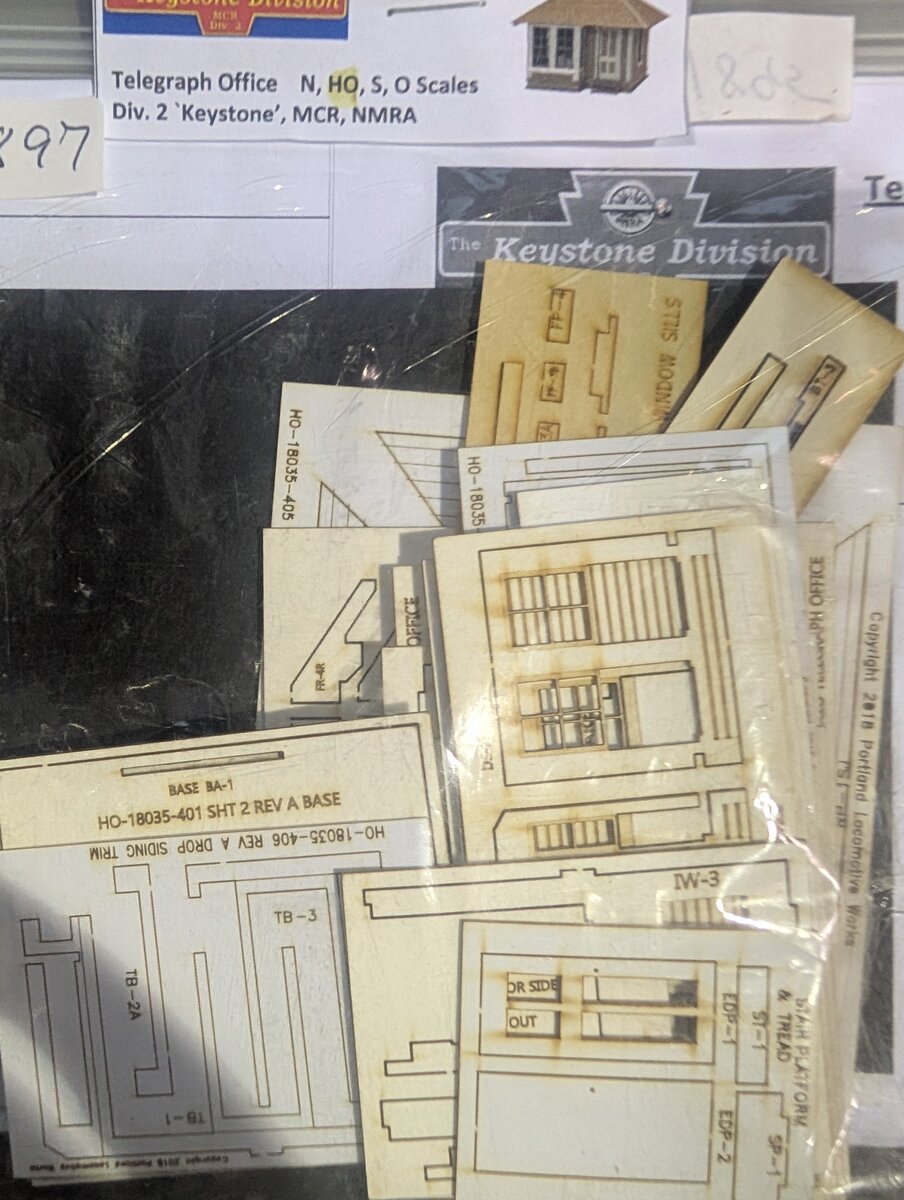 Keystone Division
MCR
Div. 2
Telegraph Office N, HO, S, O Scales
Div. 2 `Keystone', MCR, NMRA
897
Te
The Keystone Division
WINDOW SILLS
HO-18035-405
HO-18035-
OFFICE
FR-4R
TELEGRAPH OFFICE
Copyright 2018 Portland Locomotive Works
BASE BA-1
HO-18035-401 SHT 2 REV A BASE
HO-18035-406 REV A DROP SIDING TRIM
TB-3
TB-2A
TB-1
Copyright 2018 Portland Locomotive Works
IW-3
OR SIDE
OUT
EDP-1
ST-1
STAIR PLATFORM
& TREAD
EDP-2
SP-1